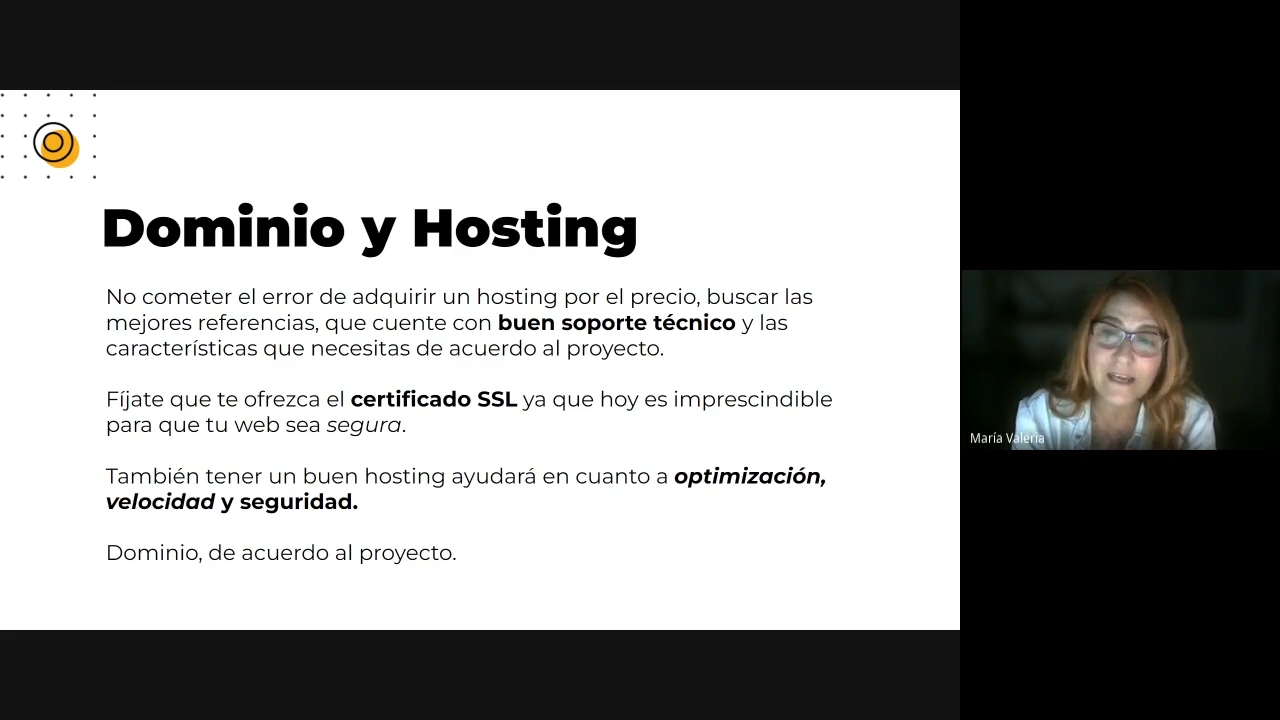 Dominio y Hosting
No cometer el error de adquirir un hosting por el precio, buscar las
mejores referencias, que cuente con buen soporte técnico y las
características que necesitas de acuerdo al proyecto.
Fíjate que te ofrezca el certificado SSL ya que hoy es imprescindible
para que tu web sea segura.
También tener un buen hosting ayudará en cuanto a optimización,
velocidad y seguridad.
Dominio, de acuerdo al proyecto.
María Valeria